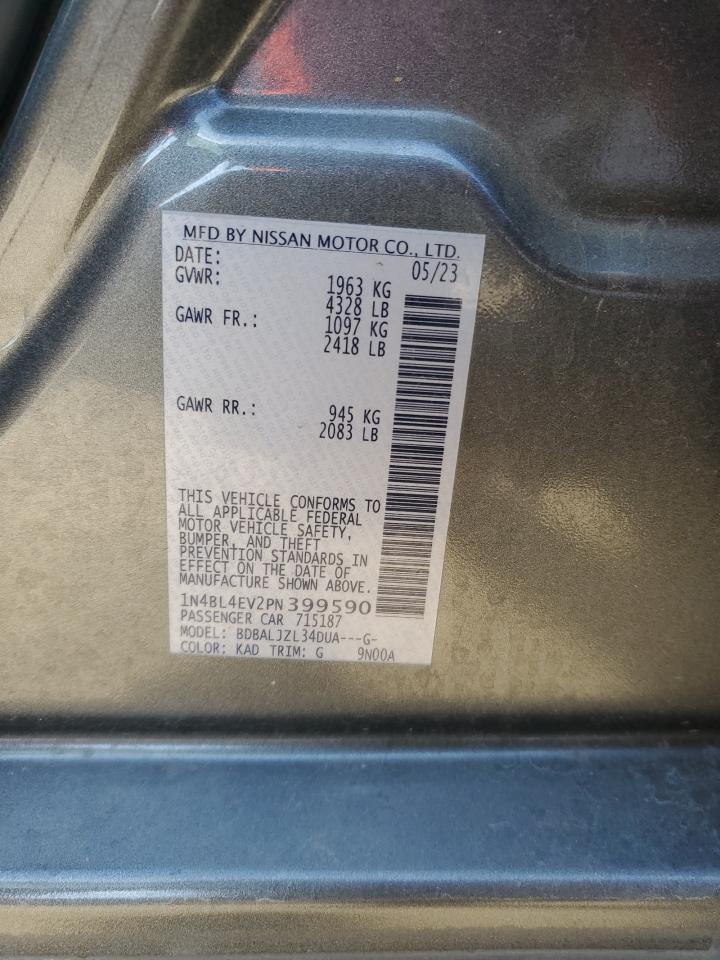 MFD BY NISSAN MOTOR CO., LTD.
DATE: 05/23
GVWR: 1963 KG
4328 LB
GAWR FR.: 1097 KG
2418 LB
GAWR RR.: 945 KG
2083 LB
THIS VEHICLE CONFORMS TO
ALL APPLICABLE FEDERAL
MOTOR VEHICLE SAFETY,
BUMPER, AND THEFT
PREVENTION STANDARDS IN
EFFECT ON THE DATE OF
MANUFACTURE SHOWN ABOVE.
1N4BL4EV2PN399590
PASSENGER CAR 715187
MODEL: BDBALJZL34DUA---G-
COLOR: KAD TRIM: G 9N00A